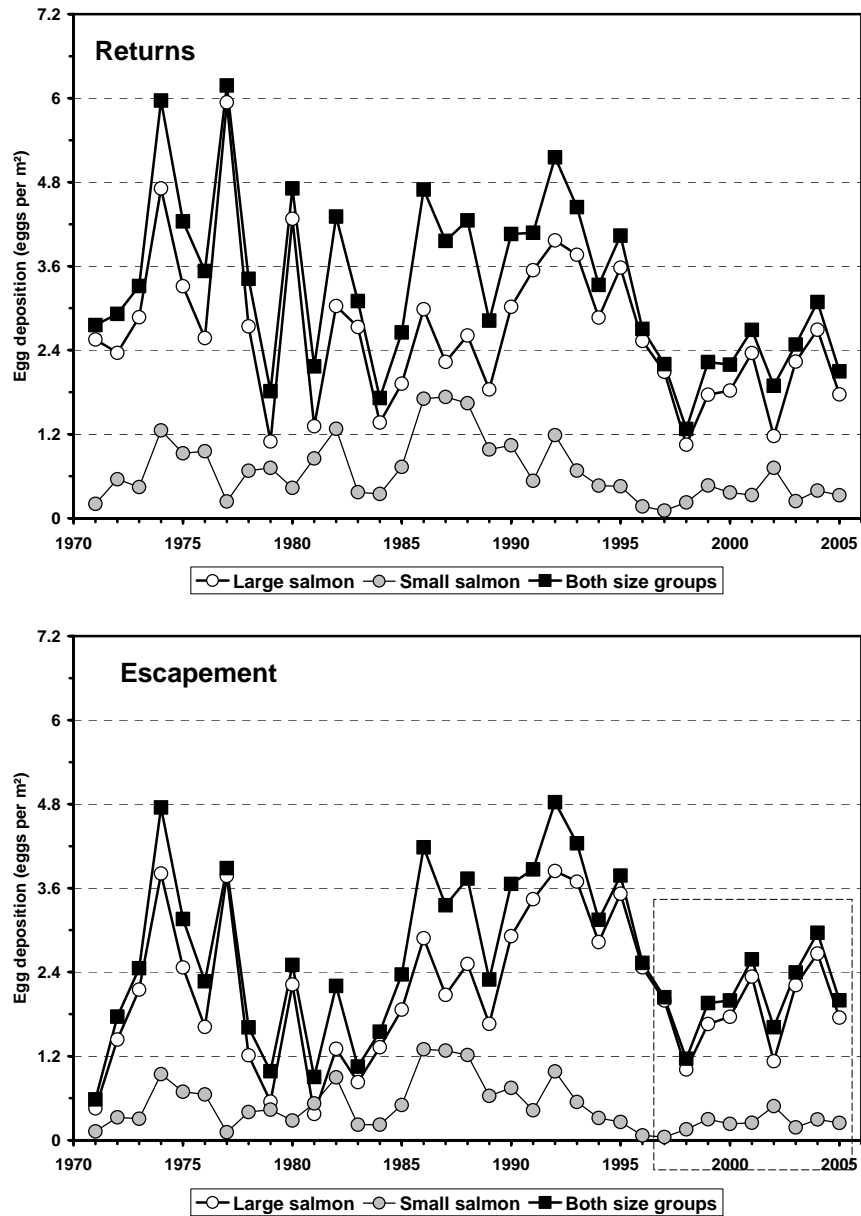 Returns
Egg deposition (eggs per m²)
7.2
6
4.8
3.6
2.4
1.2
0
1970 1975 1980 1985 1990 1995 2000 2005
Large salmon Small salmon Both size groups
Escapement
Egg deposition (eggs per m²)
7.2
6
4.8
3.6
2.4
1.2
0
1970 1975 1980 1985 1990 1995 2000 2005
Large salmon Small salmon Both size groups